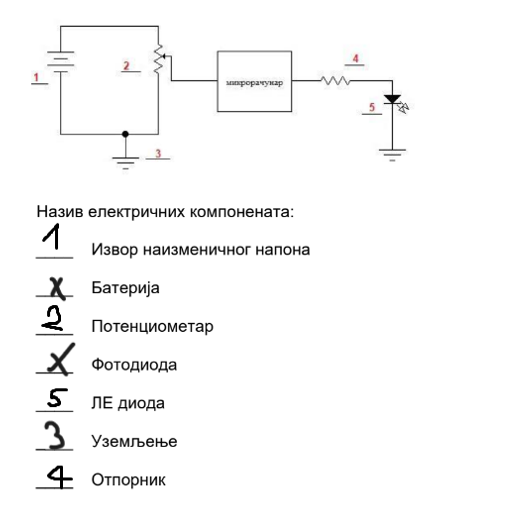 4
1
2
микрорачунар
5
3
Назив електричних компонената:
1 Извор наизменичног напона
x Батерија
2 Потенциометар
x Фотодиода
5 ЛЕ диода
3 Уземљење
4 Отпорник